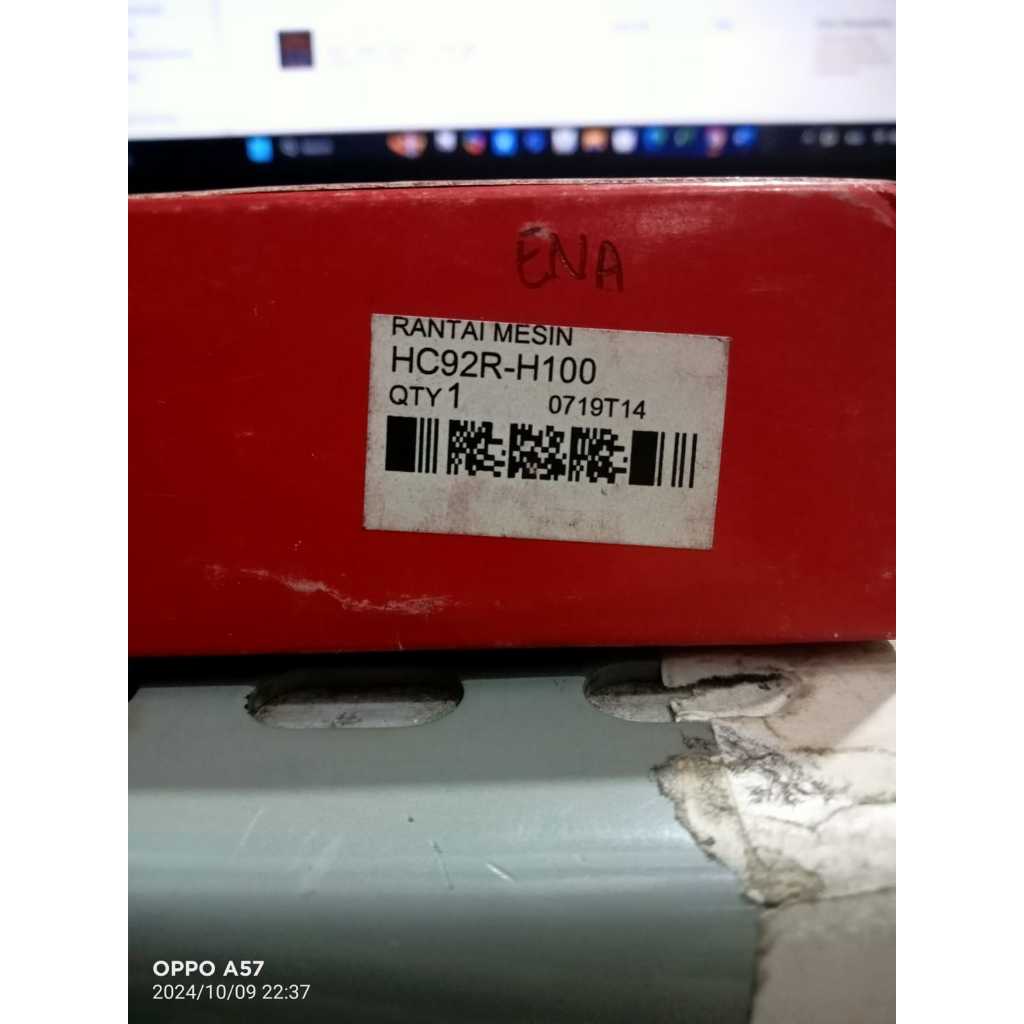 ENA
RANTAI MESIN
HC92R-H100
QTY 1 0719T14
OPPO A57
2024/10/09 22:37